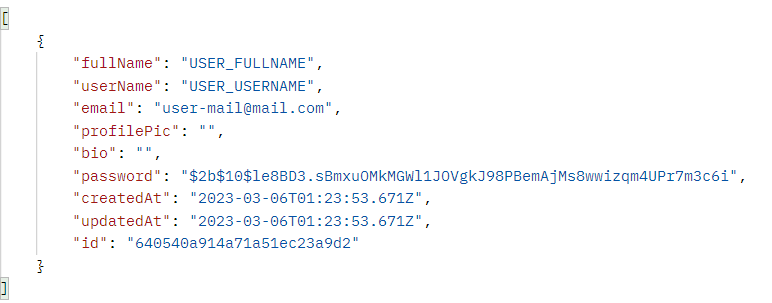 [
{
"fullName": "USER_FULLNAME",
"userName": "USER_USERNAME",
"email": "user-mail@mail.com",
"profilePic": "",
"bio": "",
"password": "$2b$10$le8BD3.sBmxuOMkMGWl1JOVgkJ98PBemAjMs8wwizqm4UPr7m3c6i",
"createdAt": "2023-03-06T01:23:53.671Z",
"updatedAt": "2023-03-06T01:23:53.671Z",
"id": "640540a914a71a51ec23a9d2"
}
]